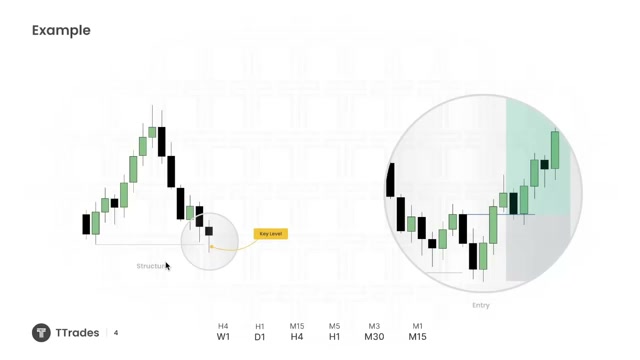 Example
Key Level
Structure
Entry
TTrades 4
H4 H1 M15 M5 M3 M1
W1 D1 H4 H1 M30 M15